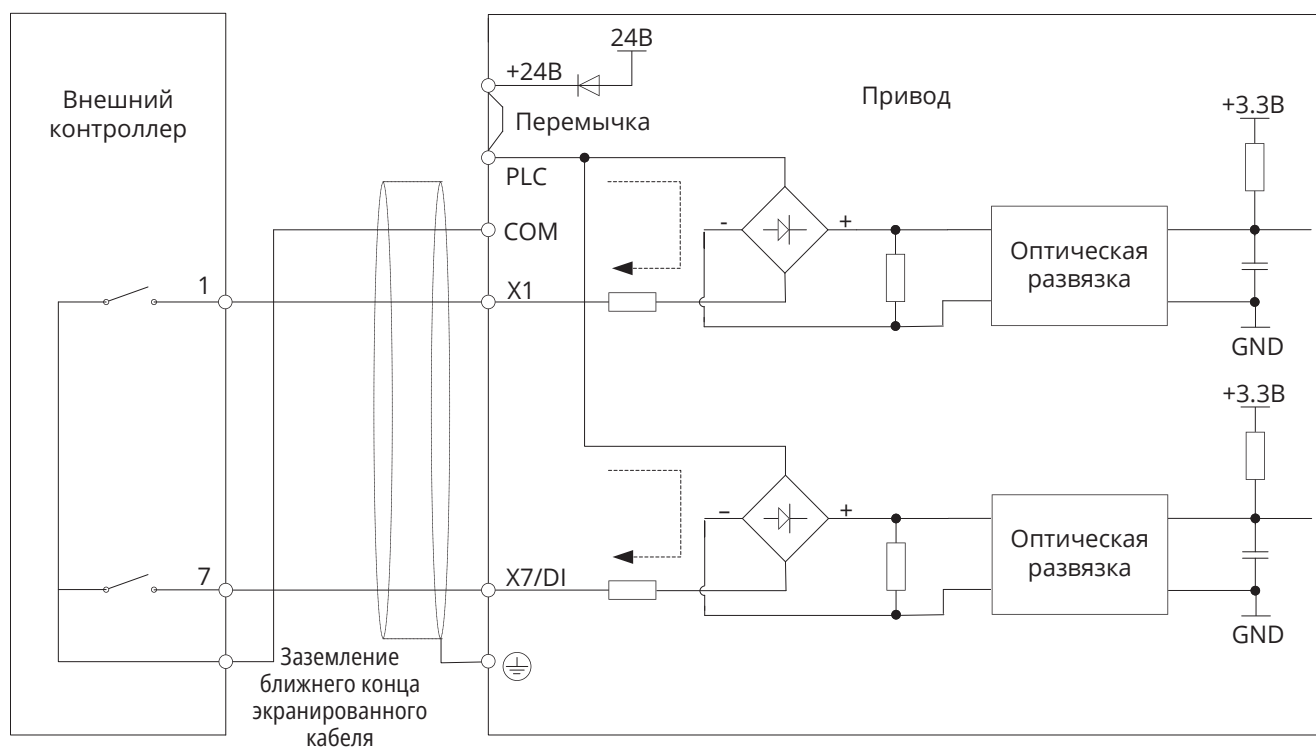 Внешний
контроллер
1
7
Заземление
ближнего конца
экранированного
кабеля
24В
+24В
Перемычка
PLC
COM
X1
X7/DI
Привод
-
+
Оптическая
развязка
+3.3В
GND
–
+
Оптическая
развязка
+3.3В
GND